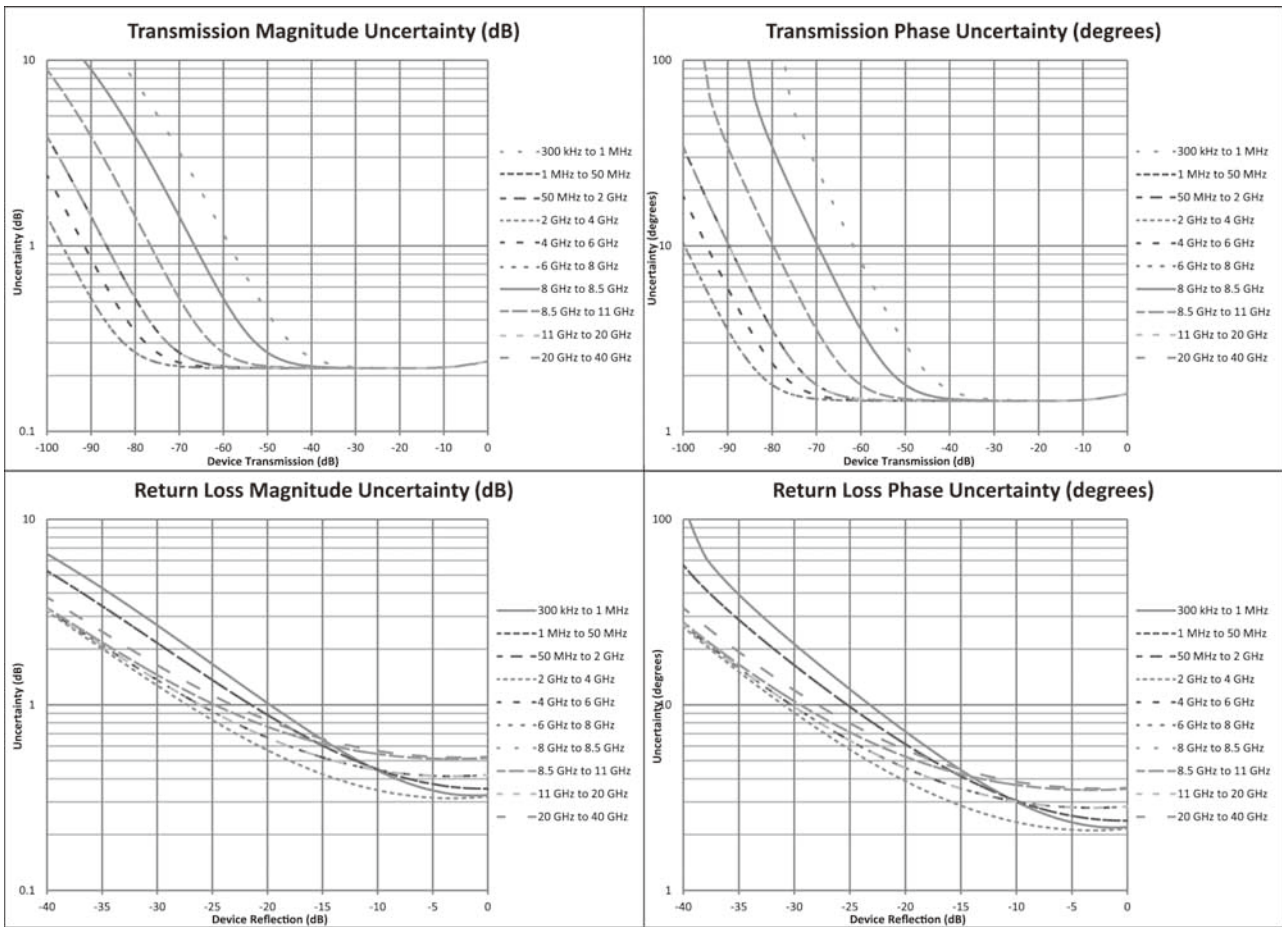 Transmission Magnitude Uncertainty (dB)
10
1
0.1
Uncertainty (dB)
-100 -90 -80 -70 -60 -50 -40 -30 -20 -10 0
Device Transmission (dB)
300 kHz to 1 MHz
1 MHz to 50 MHz
50 MHz to 2 GHz
2 GHz to 4 GHz
4 GHz to 6 GHz
6 GHz to 8 GHz
8 GHz to 8.5 GHz
8.5 GHz to 11 GHz
11 GHz to 20 GHz
20 GHz to 40 GHz
Transmission Phase Uncertainty (degrees)
100
10
1
Uncertainty (degrees)
-100 -90 -80 -70 -60 -50 -40 -30 -20 -10 0
Device Transmission (dB)
300 kHz to 1 MHz
1 MHz to 50 MHz
50 MHz to 2 GHz
2 GHz to 4 GHz
4 GHz to 6 GHz
6 GHz to 8 GHz
8 GHz to 8.5 GHz
8.5 GHz to 11 GHz
11 GHz to 20 GHz
20 GHz to 40 GHz
Return Loss Magnitude Uncertainty (dB)
10
1
0.1
Uncertainty (dB)
-40 -35 -30 -25 -20 -15 -10 -5 0
Device Reflection (dB)
300 kHz to 1 MHz
1 MHz to 50 MHz
50 MHz to 2 GHz
2 GHz to 4 GHz
4 GHz to 6 GHz
6 GHz to 8 GHz
8 GHz to 8.5 GHz
8.5 GHz to 11 GHz
11 GHz to 20 GHz
20 GHz to 40 GHz
Return Loss Phase Uncertainty (degrees)
100
10
1
Uncertainty (degrees)
-40 -35 -30 -25 -20 -15 -10 -5 0
Device Reflection (dB)
300 kHz to 1 MHz
1 MHz to 50 MHz
50 MHz to 2 GHz
2 GHz to 4 GHz
4 GHz to 6 GHz
6 GHz to 8 GHz
8 GHz to 8.5 GHz
8.5 GHz to 11 GHz
11 GHz to 20 GHz
20 GHz to 40 GHz